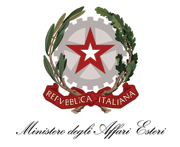 REPVBBLICA ITALIANA
Ministero degli Affari Esteri